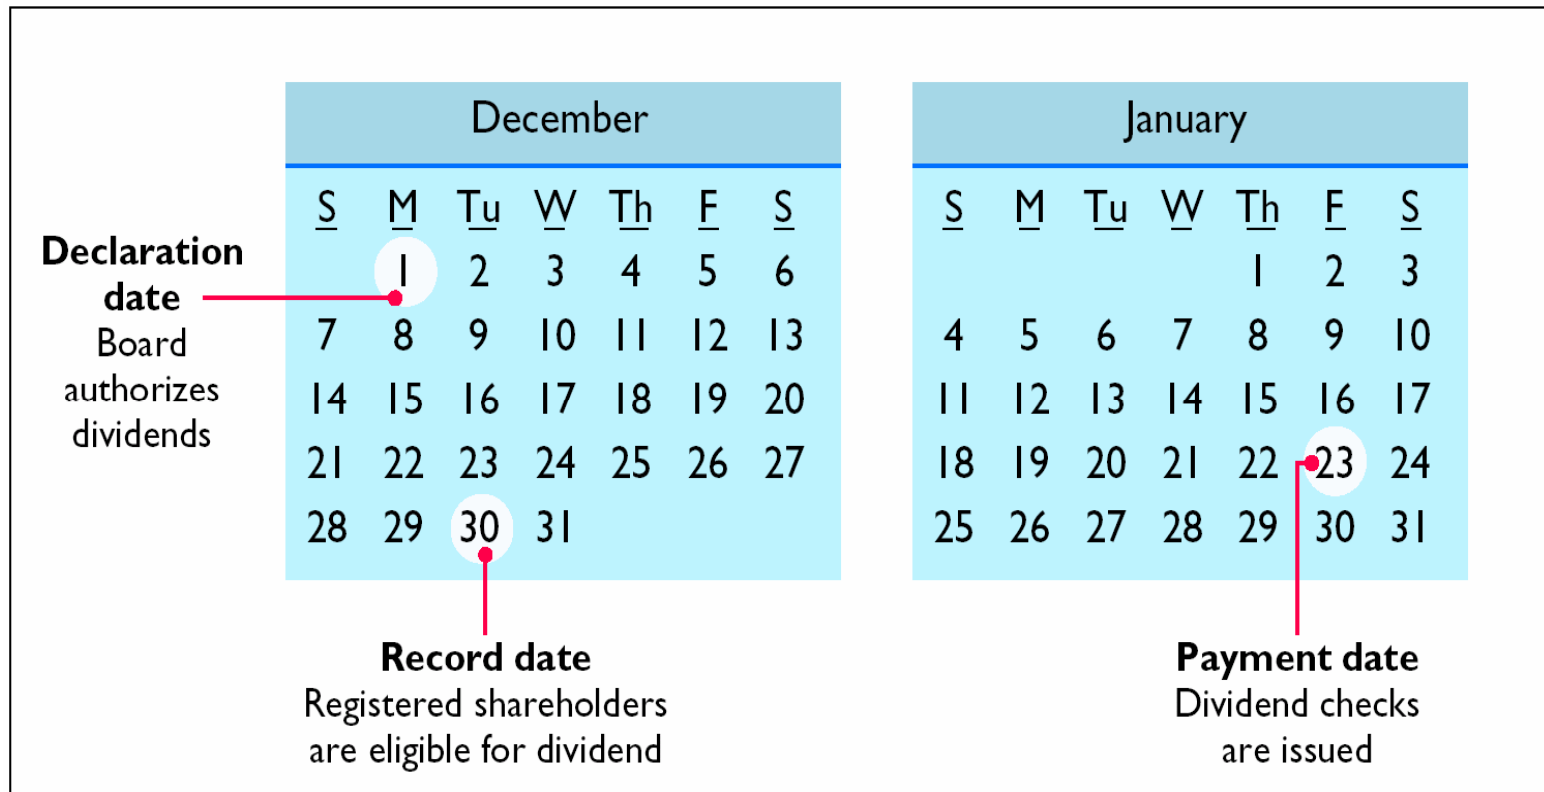 December
S M Tu W Th F S
1 2 3 4 5 6
7 8 9 10 11 12 13
14 15 16 17 18 19 20
21 22 23 24 25 26 27
28 29 30 31
January
S M Tu W Th F S
1 2 3
4 5 6 7 8 9 10
11 12 13 14 15 16 17
18 19 20 21 22 23 24
25 26 27 28 29 30 31
Declaration
date
Board
authorizes
dividends
Record date
Registered shareholders
are eligible for dividend
Payment date
Dividend checks
are issued